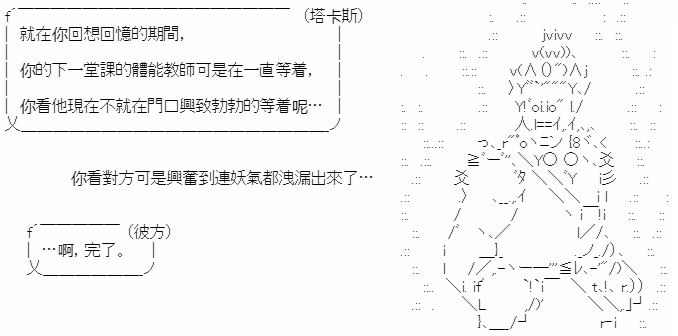 (塔卡斯)
就在你回想回憶的期間，
你的下一堂課的體能教師可是在一直等着，
你看他現在不就在門口興致勃勃的等着呢…
你看對方可是興奮到連妖氣都洩漏出來了…
(彼方)
…啊，完了。